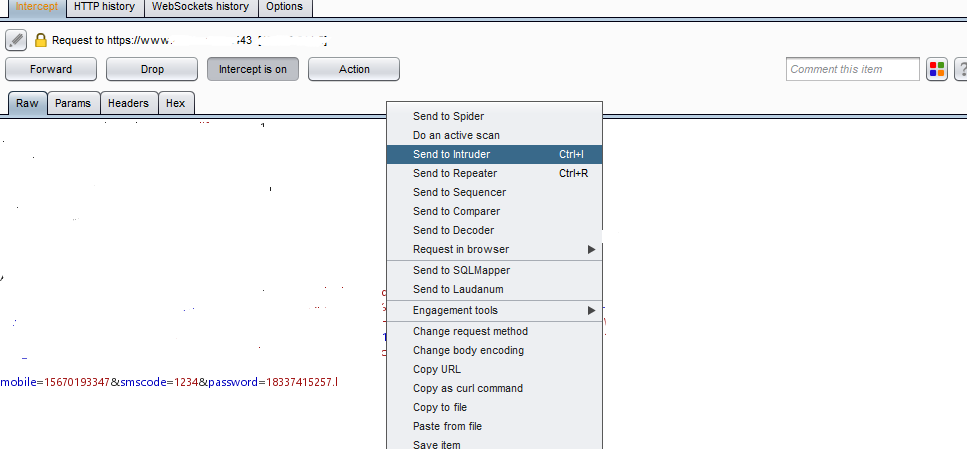 Intercept HTTP history WebSockets history Options
Request to https://www.
Forward Drop Intercept is on Action Comment this item ?
Raw Params Headers Hex
Send to Spider
Do an active scan
Send to Intruder Ctrl+I
Send to Repeater Ctrl+R
Send to Sequencer
Send to Comparer
Send to Decoder
Request in browser
Send to SQLMapper
Send to Laudanum
Engagement tools
Change request method
Change body encoding
Copy URL
mobile=15670193347&smscode=1234&password=18337415257.l
Copy as curl command
Copy to file
Paste from file
Save item